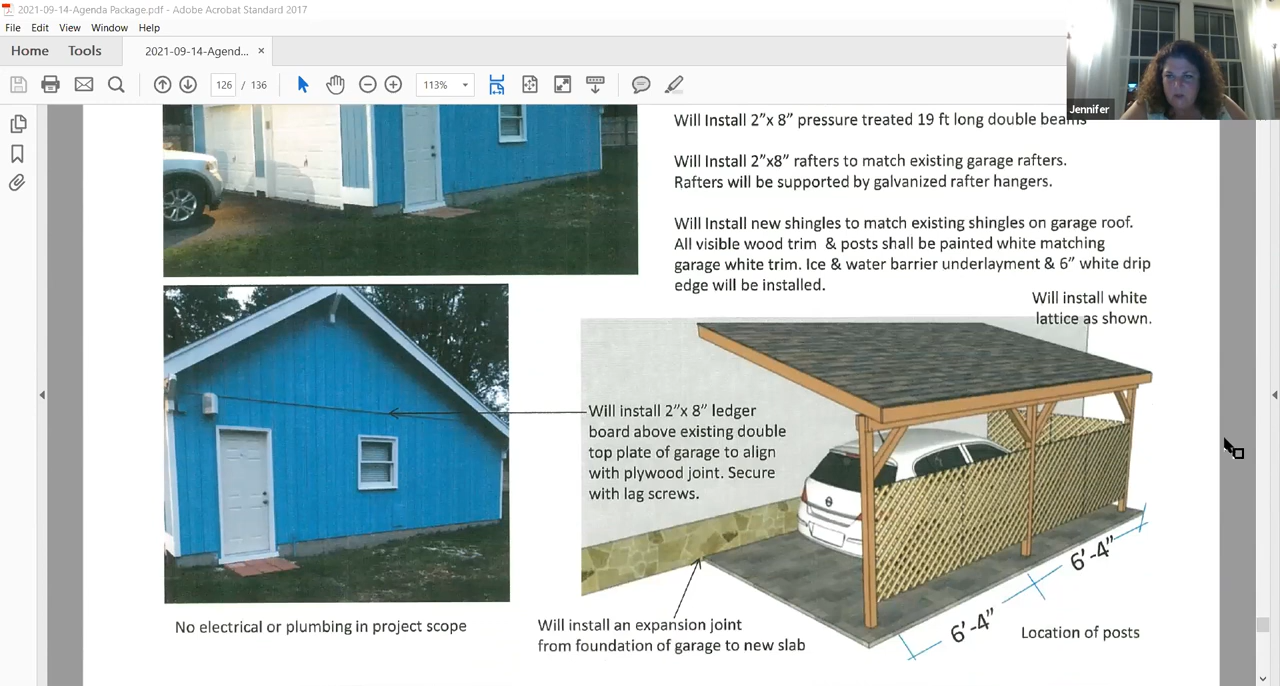 2021-09-14-Agenda Package.pdf - Adobe Acrobat Standard 2017
File Edit View Window Help
Home Tools 2021-09-14-Agend... ×
126 / 136 113%
Jennifer
Will Install 2”x 8” pressure treated 19 ft long double beams
Will Install 2”x8” rafters to match existing garage rafters.
Rafters will be supported by galvanized rafter hangers.
Will Install new shingles to match existing shingles on garage roof.
All visible wood trim & posts shall be painted white matching
garage white trim. Ice & water barrier underlayment & 6” white drip
edge will be installed.
Will install white
lattice as shown.
Will install 2”x 8” ledger
board above existing double
top plate of garage to align
with plywood joint. Secure
with lag screws.
6’-4”
6’-4”
No electrical or plumbing in project scope
Will install an expansion joint
from foundation of garage to new slab
Location of posts